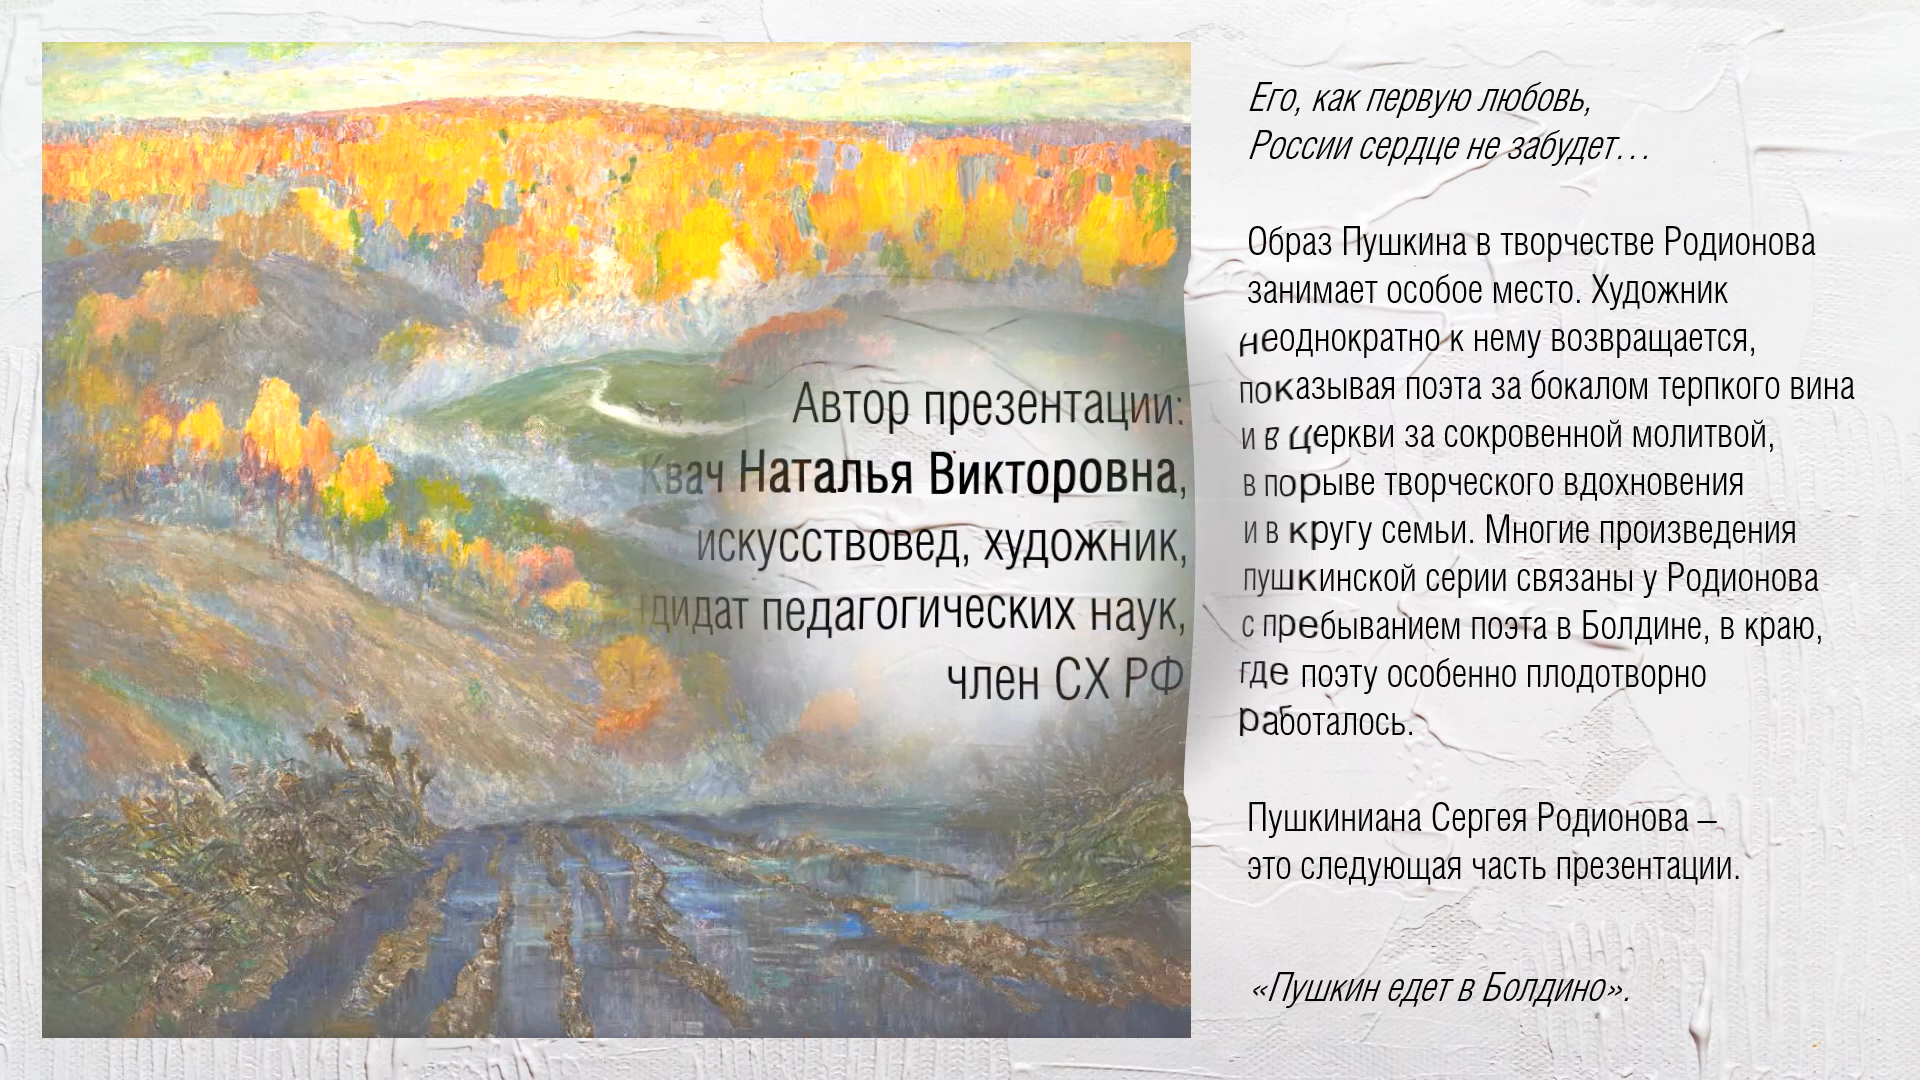 Автор презентации:
Квач Наталья Викторовна,
искусствовед, художник,
педагогических наук,
член СХ РФ
Его, как первую любовь,
России сердце не забудет…
Образ Пушкина в творчестве Родионова
занимает особое место. Художник
неоднократно к нему возвращается,
показывая поэта за бокалом терпкого вина
и в церкви за сокровенной молитвой,
в порыве творческого вдохновения
и в кругу семьи. Многие произведения
пушкинской серии связаны у Родионова
с пребыванием поэта в Болдине, в краю,
где поэту особенно плодотворно
работалось.
Пушкиниана Сергея Родионова –
это следующая часть презентации.
«Пушкин едет в Болдино».